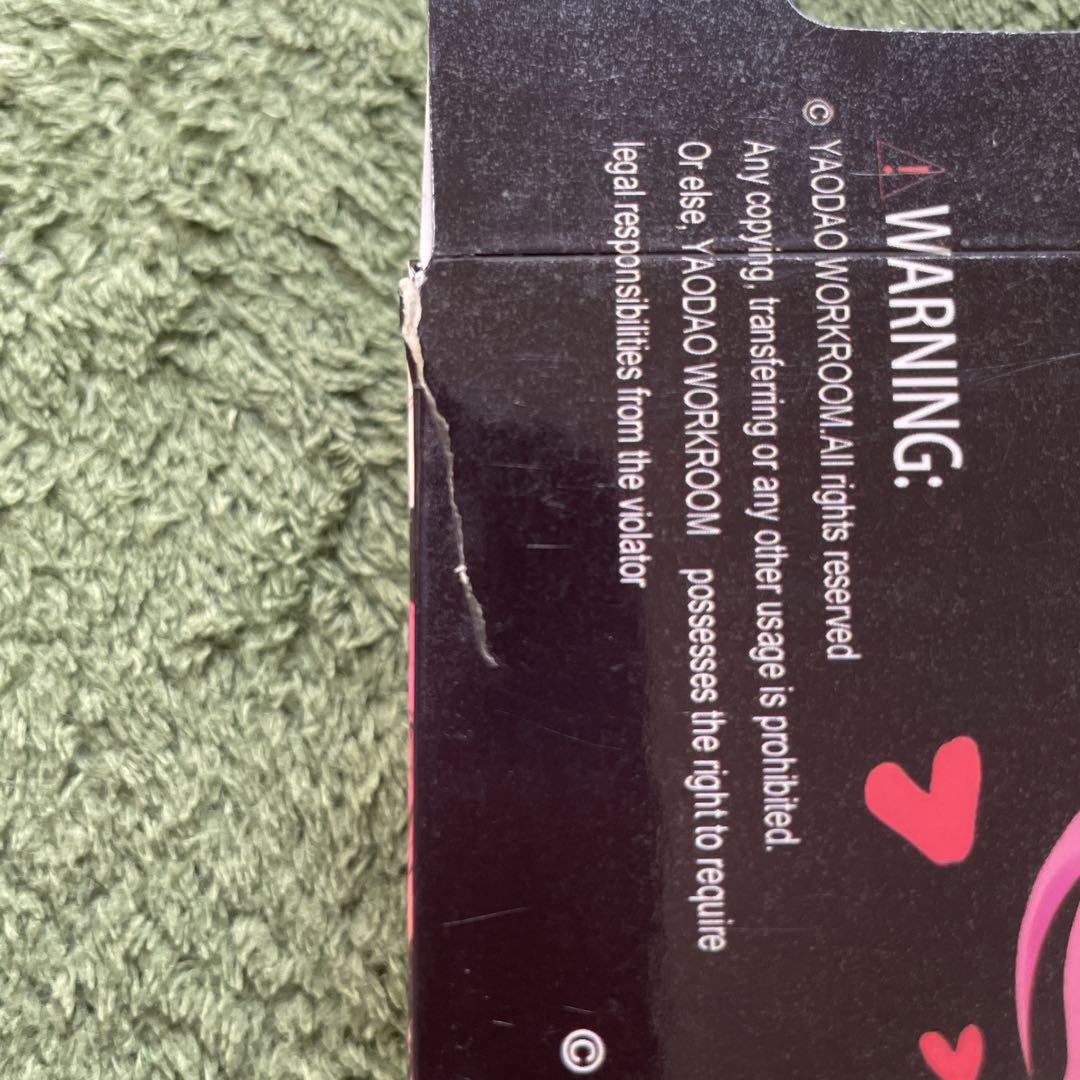 ⚠ WARNING:
© YAODAO WORKROOM.All rights reserved
Any copying, transferring or any other usage is prohibited.
Or else, YAODAO WORKROOM possesses the right to require
legal responsibilities from the violator
©